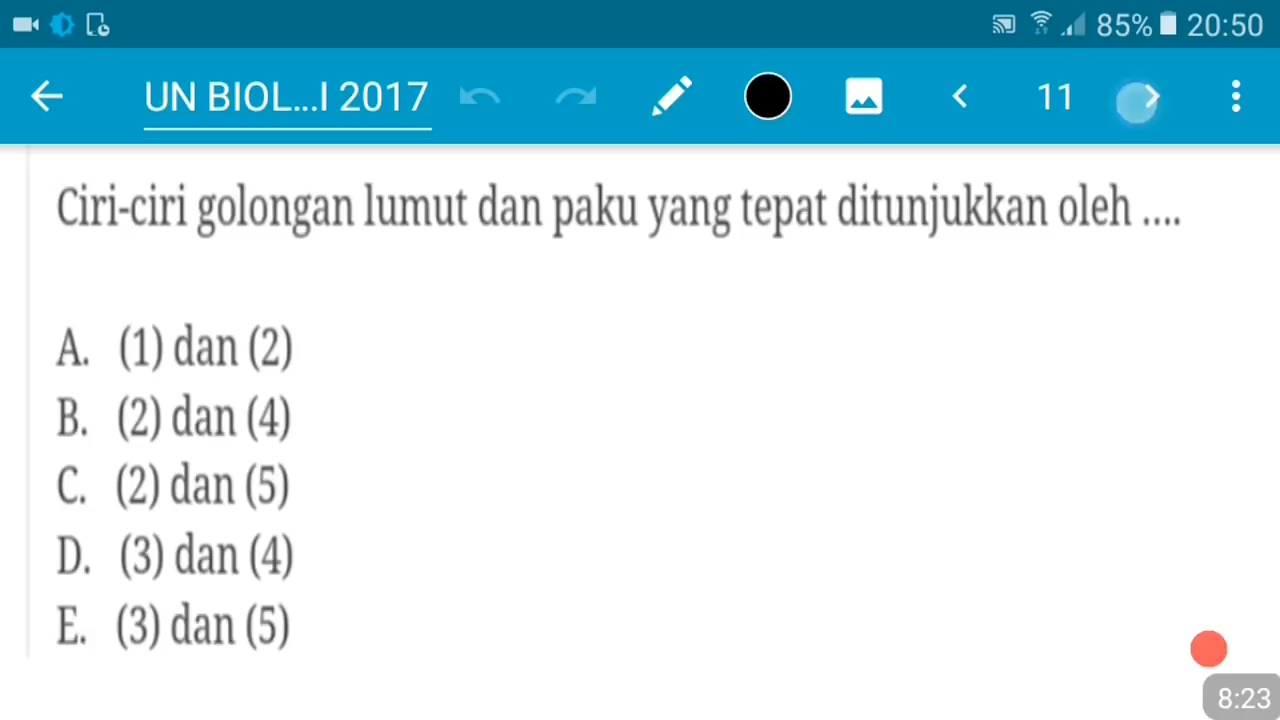 85% 20:50
UN BIOL...I 2017 11
Ciri-ciri golongan lumut dan paku yang tepat ditunjukkan oleh ....
A. (1) dan (2)
B. (2) dan (4)
C. (2) dan (5)
D. (3) dan (4)
E. (3) dan (5)
8:23